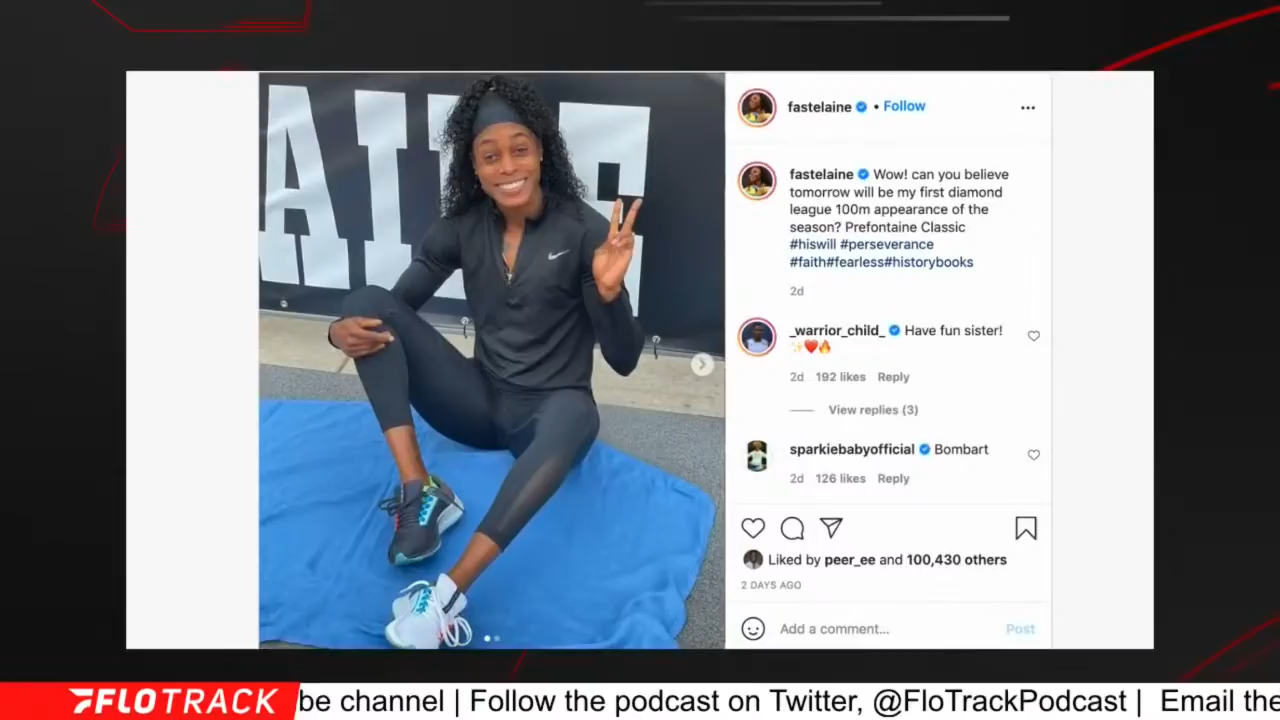 fastelaine • Follow
fastelaine Wow! can you believe
tomorrow will be my first diamond
league 100m appearance of the
season? Prefontaine Classic
#hiswill #perseverance
#faith#fearless#historybooks
2d
_warrior_child_ Have fun sister!
✨❤️🔥
2d 192 likes Reply
View replies (3)
sparkiebabyofficial Bombart
2d 126 likes Reply
Liked by peer_ee and 100,430 others
2 DAYS AGO
Add a comment... Post
FLOTRACK be channel | Follow the podcast on Twitter, @FloTrackPodcast | Email the